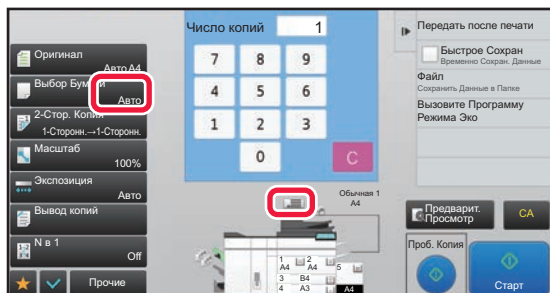 Число копий 1
Передать после печати
Оригинал
Авто A4
Быстрое Сохран
Временно Сохран. Данные
7 8 9
Выбор Бумаги
Авто
Файл
Сохранить Данные в Папке
4 5 6
Вызовите Программу
Режима Эко
2-Стор. Копия
1-Сторонн.→1-Сторонн.
1 2 3
Масштаб
100%
0 C
Экспозиция
Авто
Обычная 1
A4
Вывод копий
Предварит.
Просмотр
CA
N в 1
Off
Проб. Копия
1 2 5
A4 A4
3 B4
4 A3 A4
Прочие
Старт